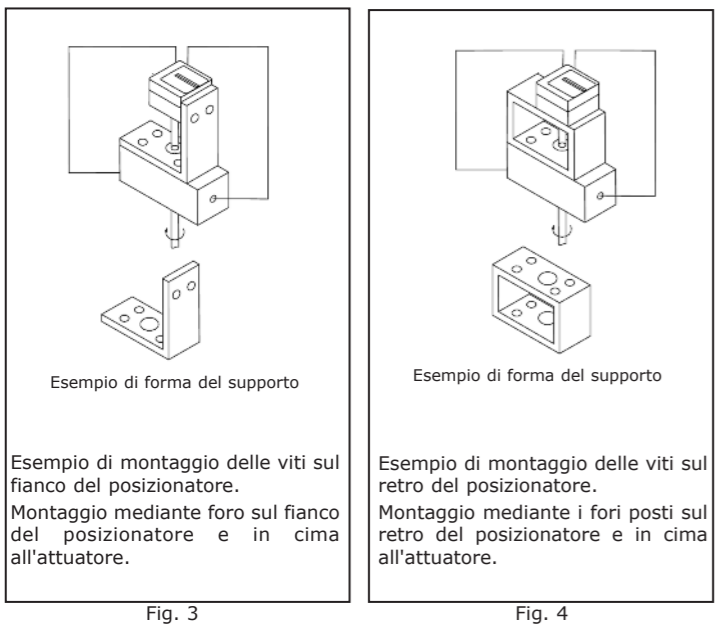 Esempio di forma del supporto
Esempio di montaggio delle viti sul
fianco del posizionatore.
Montaggio mediante foro sul fianco
del posizionatore e in cima
all'attuatore.
Fig. 3
Esempio di forma del supporto
Esempio di montaggio delle viti sul
retro del posizionatore.
Montaggio mediante i fori posti sul
retro del posizionatore e in cima
all'attuatore.
Fig. 4